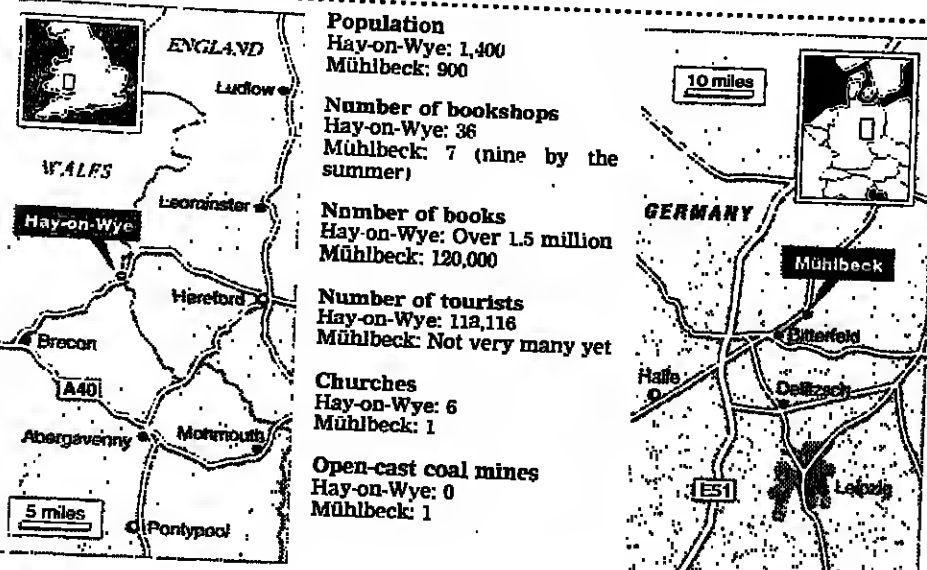 ENGLAND
Ludlow
WALES
Leominster
Hay-on-Wye
Hereford
Brecon
A40
Abergavenny
Monmouth
5 miles
Pontypool
Population
Hay-on-Wye: 1,400
Mühlbeck: 900
Number of bookshops
Hay-on-Wye: 36
Mühlbeck: 7 (nine by the
summer)
Number of books
Hay-on-Wye: Over 1.5 million
Mühlbeck: 120,000
Number of tourists
Hay-on-Wye: 118,116
Mühlbeck: Not very many yet
Churches
Hay-on-Wye: 6
Mühlbeck: 1
Open-cast coal mines
Hay-on-Wye: 0
Mühlbeck: 1
10 miles
GERMANY
Mühlbeck
Bitterfeld
Halle
Delitzsch
E51
Leipzig